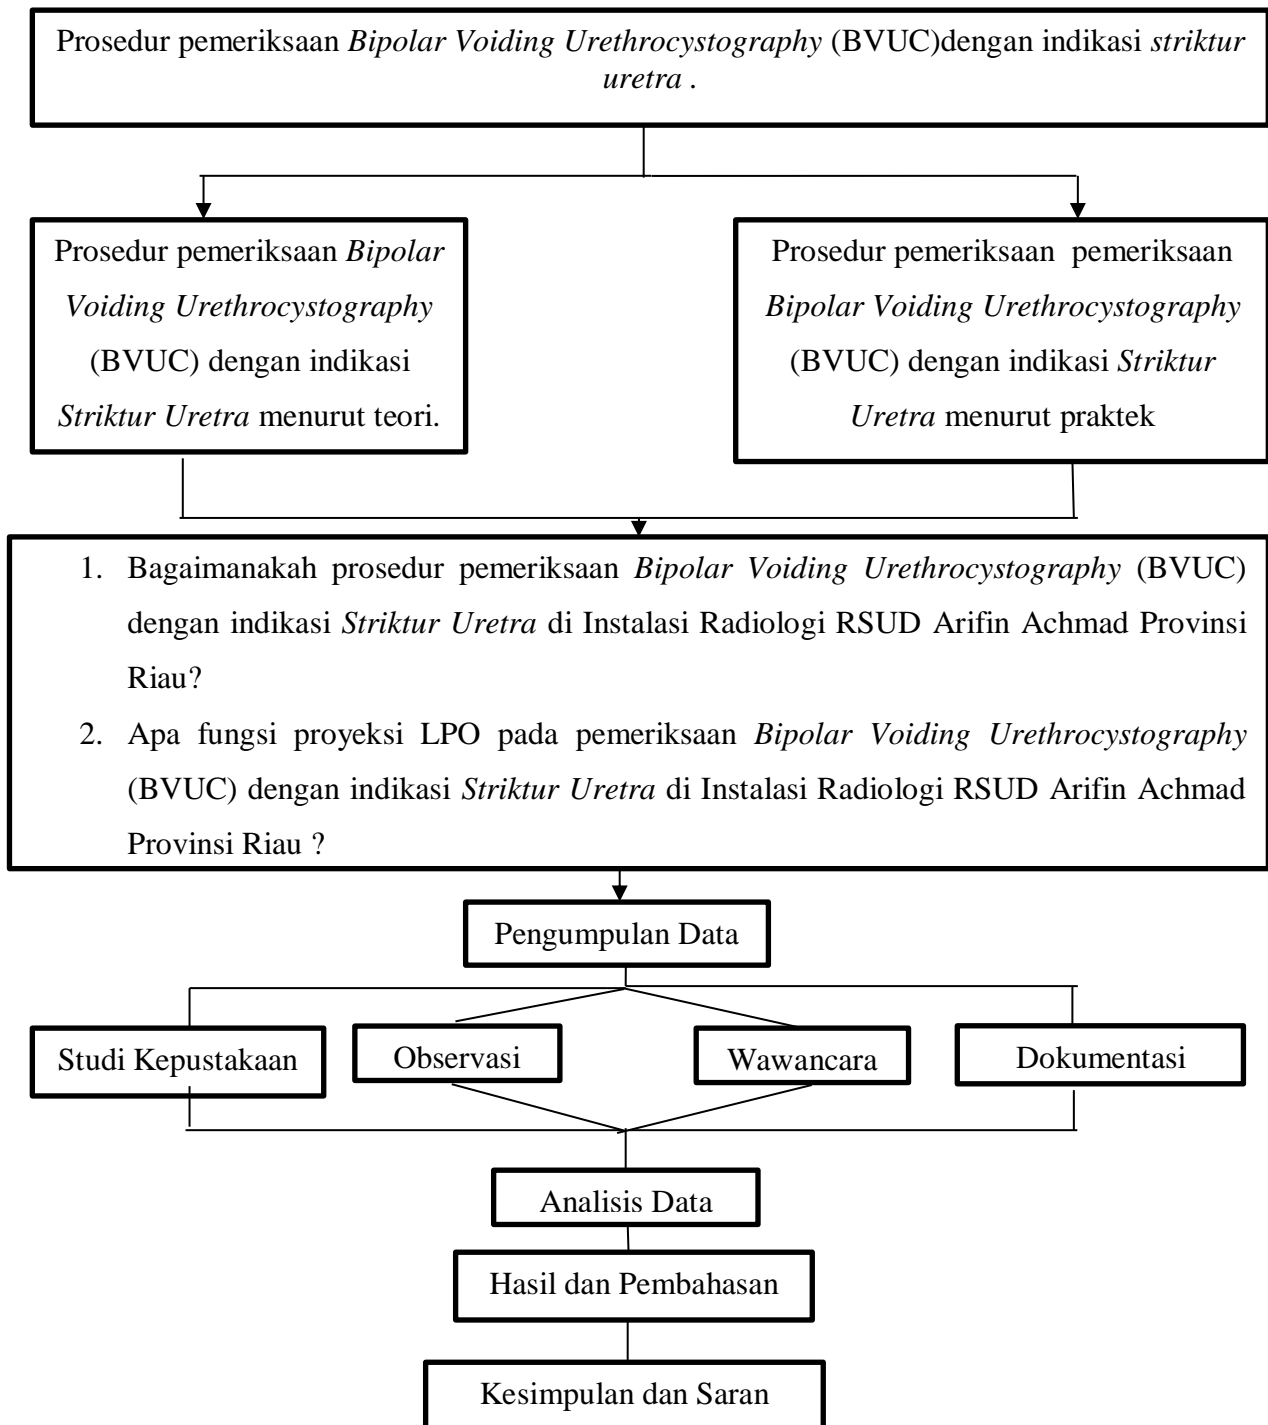 Prosedur pemeriksaan Bipolar Voiding Urethrocystography (BVUC)dengan indikasi striktur
uretra .
Prosedur pemeriksaan Bipolar
Voiding Urethrocystography
(BVUC) dengan indikasi
Striktur Uretra menurut teori.
Prosedur pemeriksaan pemeriksaan
Bipolar Voiding Urethrocystography
(BVUC) dengan indikasi Striktur
Uretra menurut praktek
1. Bagaimanakah prosedur pemeriksaan Bipolar Voiding Urethrocystography (BVUC)
dengan indikasi Striktur Uretra di Instalasi Radiologi RSUD Arifin Achmad Provinsi
Riau?
2. Apa fungsi proyeksi LPO pada pemeriksaan Bipolar Voiding Urethrocystography
(BVUC) dengan indikasi Striktur Uretra di Instalasi Radiologi RSUD Arifin Achmad
Provinsi Riau ?
Pengumpulan Data
Studi Kepustakaan
Observasi
Wawancara
Dokumentasi
Analisis Data
Hasil dan Pembahasan
Kesimpulan dan Saran